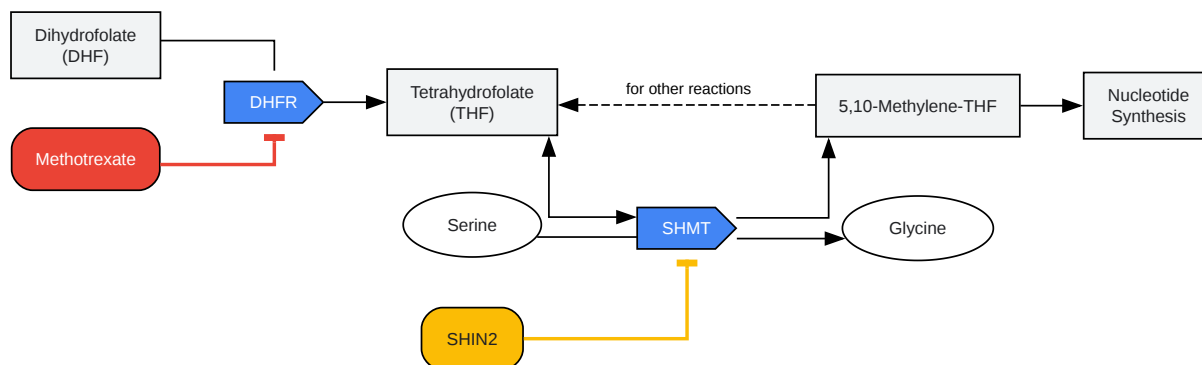 Dihydrofolate
(DHF)
DHFR
Methotrexate
Tetrahydrofolate
(THF)
for other reactions
5,10-Methylene-THF
Nucleotide
Synthesis
Serine
SHMT
Glycine
SHIN2